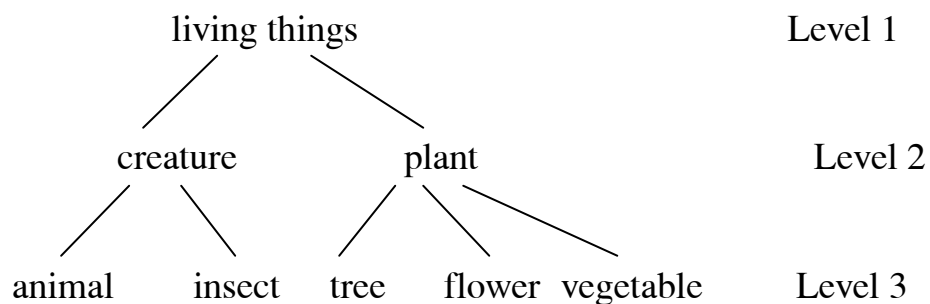 living things Level 1
creature plant Level 2
animal insect tree flower vegetable Level 3